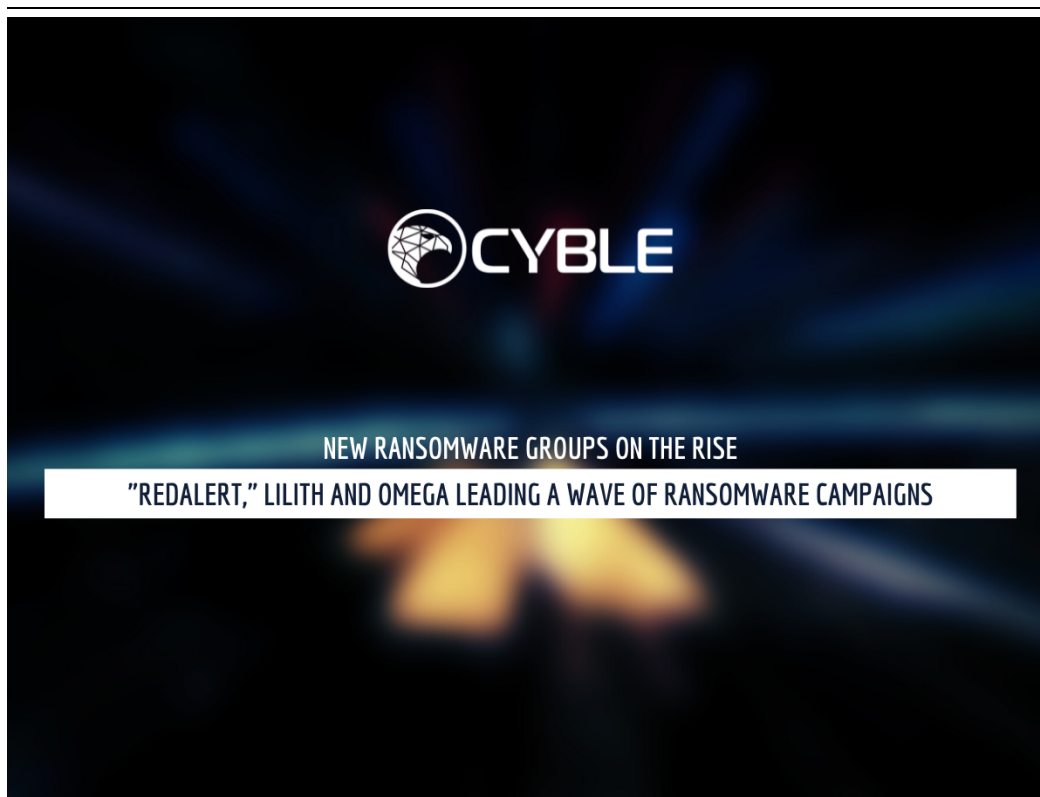 CYBLE
NEW RANSOMWARE GROUPS ON THE RISE
"REDALERT," LILITH AND OMEGA LEADING A WAVE OF RANSOMWARE CAMPAIGNS